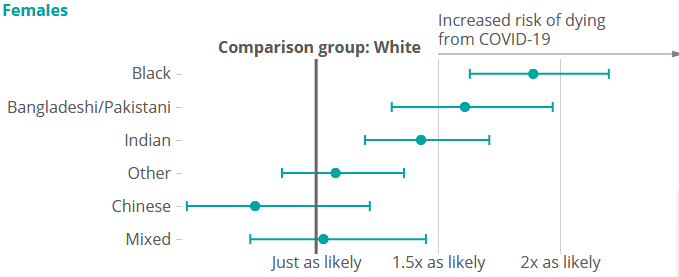 Females
Increased risk of dying
from COVID-19
Comparison group: White
Black
Bangladeshi/Pakistani
Indian
Other
Chinese
Mixed
Just as likely
1.5x as likely
2x as likely